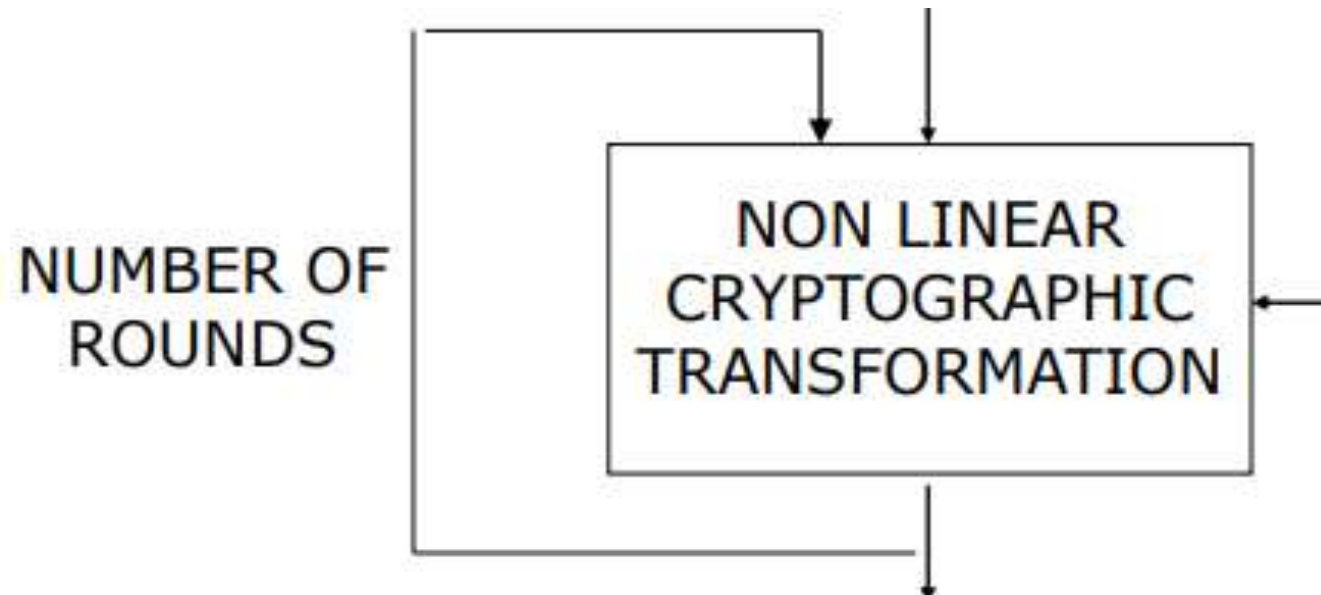 NUMBER OF
ROUNDS
NON LINEAR
CRYPTOGRAPHIC
TRANSFORMATION